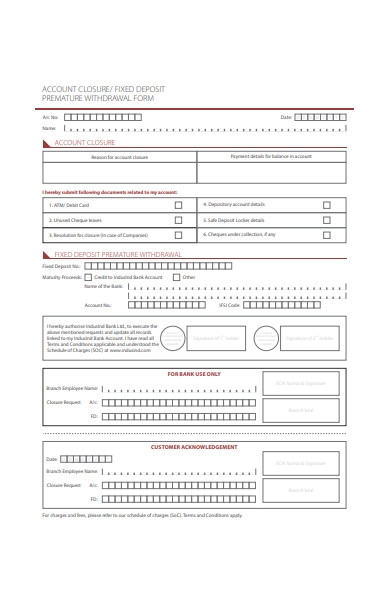 ACCOUNT CLOSURE/ FIXED DEPOSIT
PREMATURE WITHDRAWAL FORM
A/c No:
Date:
Name:
ACCOUNT CLOSURE
Reason for account closure
Payment details for balance in account
I hereby submit following documents related to my account:
1. ATM/ Debit Card
4. Depository account details
2. Unused Cheque leaves
5. Safe Deposit Locker details
3. Resolution for closure (in case of Companies)
6. Cheques under collection, if any
FIXED DEPOSIT PREMATURE WITHDRAWAL
Fixed Deposit No.:
Maturity Proceeds:
Credit to IndusInd Bank Account
Other
Name of the Bank:
Account No.:
IFSI Code:
I hereby authorise IndusInd Bank Ltd., to execute the
above mentioned requests and update all records
linked to my IndusInd Bank Account. I have read all
Terms and Conditions applicable and understood the
Schedule of Charges (SOC) at www.indusind.com
Signature of 1st holder
Signature of 2nd holder
FOR BANK USE ONLY
Branch Employee Name:
Closure Request:
A/c:
FD:
Branch Seal
CUSTOMER ACKNOWLEDGEMENT
Date:
Branch Employee Name:
Closure Request:
A/c:
FD:
Branch Seal
For charges and fees, please refer to our schedule of charges (SoC). Terms and Conditions apply.